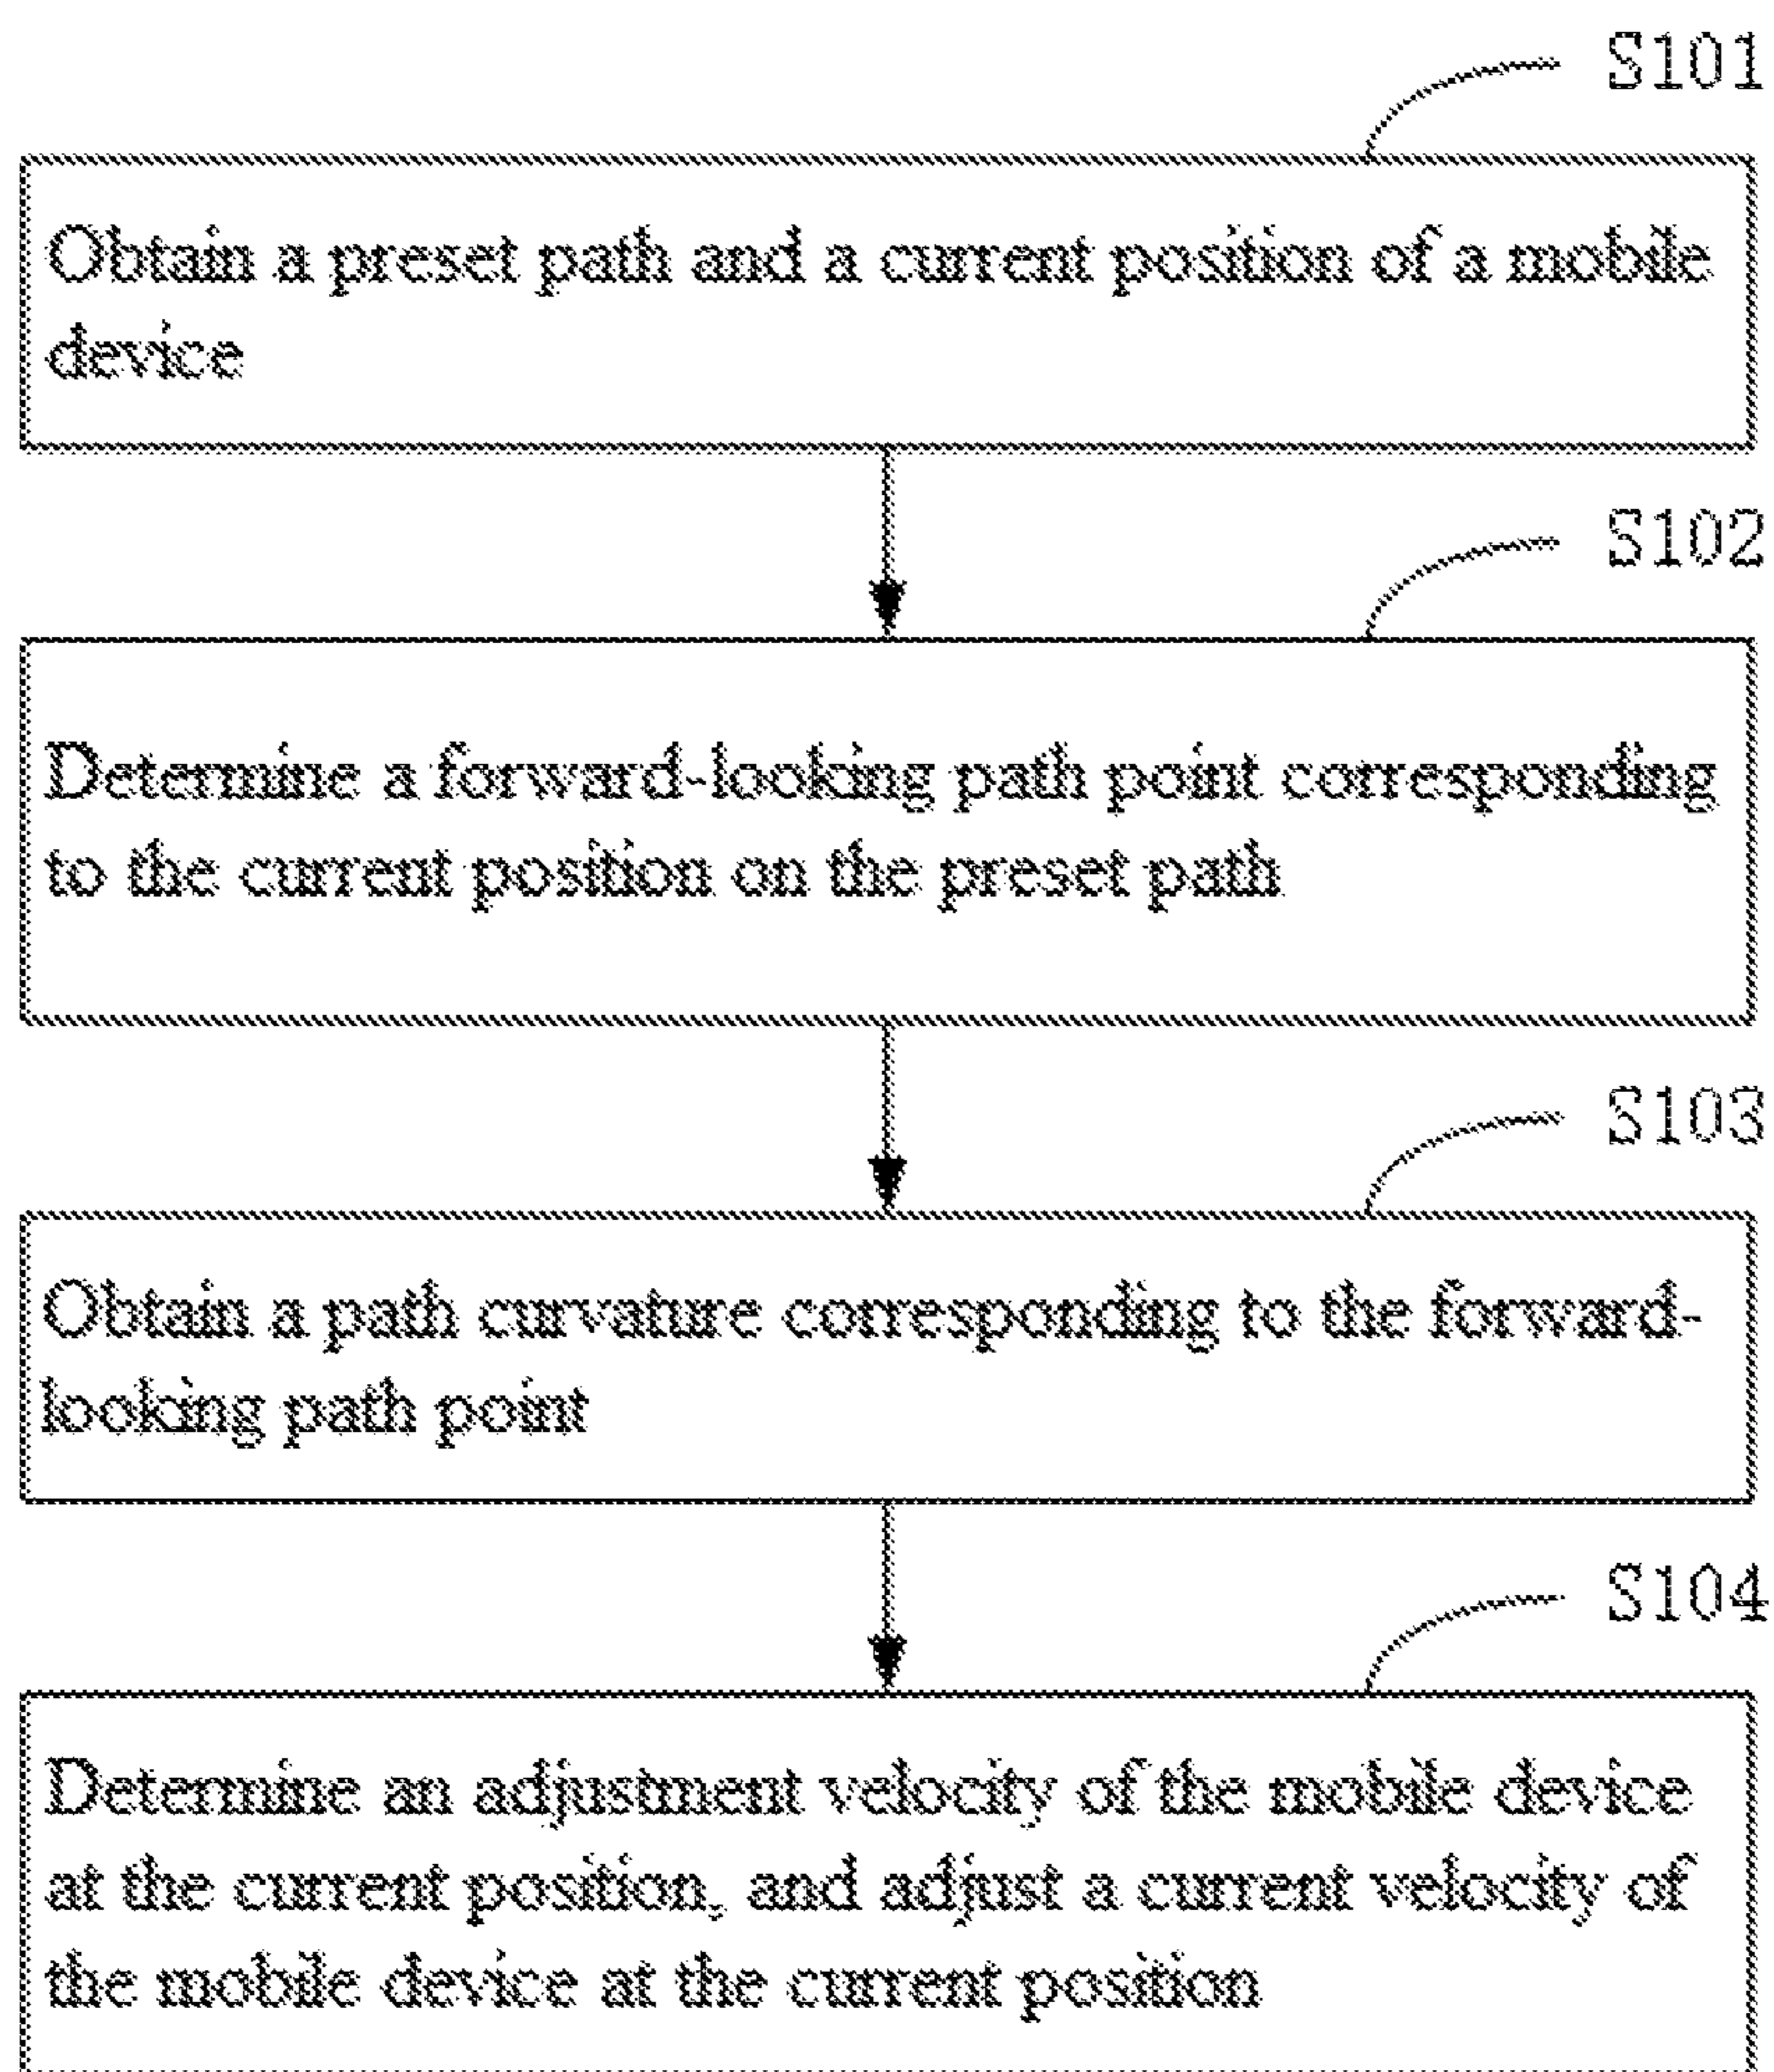 S101
Obtain a preset path and a current position of a mobile
device
S102
Determine a forward-looking path point corresponding
to the current position on the preset path
S103
Obtain a path curvature corresponding to the forward-
looking path point
S104
Determine an adjustment velocity of the mobile device
at the current position, and adjust a current velocity of
the mobile device at the current position